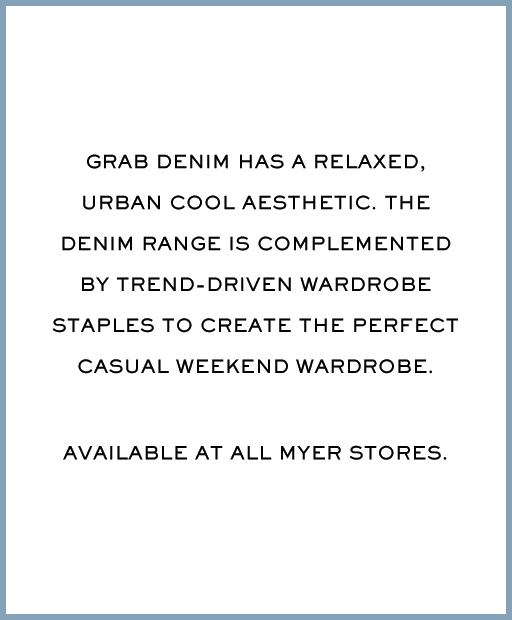 GRAB DENIM HAS A RELAXED,
URBAN COOL AESTHETIC. THE
DENIM RANGE IS COMPLEMENTED
BY TREND-DRIVEN WARDROBE
STAPLES TO CREATE THE PERFECT
CASUAL WEEKEND WARDROBE.
AVAILABLE AT ALL MYER STORES.